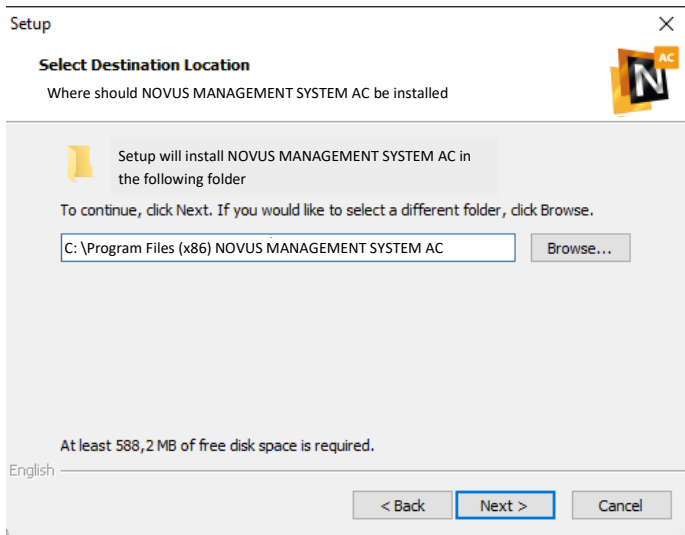 Setup
Select Destination Location
Where should NOVUS MANAGEMENT SYSTEM AC be installed
AC
N
Setup will install NOVUS MANAGEMENT SYSTEM AC in
the following folder
To continue, click Next. If you would like to select a different folder, click Browse.
C: \Program Files (x86) NOVUS MANAGEMENT SYSTEM AC
Browse...
At least 588,2 MB of free disk space is required.
English
< Back
Next >
Cancel